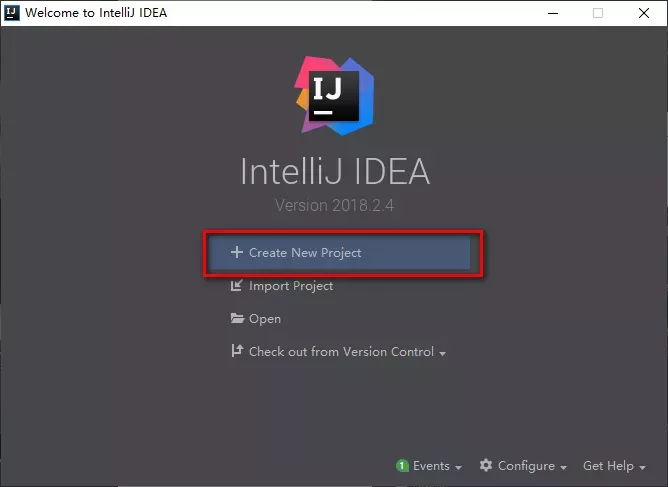 Welcome to IntelliJ IDEA
IJ
IntelliJ IDEA
Version 2018.2.4
Create New Project
Import Project
Open
Check out from Version Control
1 Events Configure Get Help